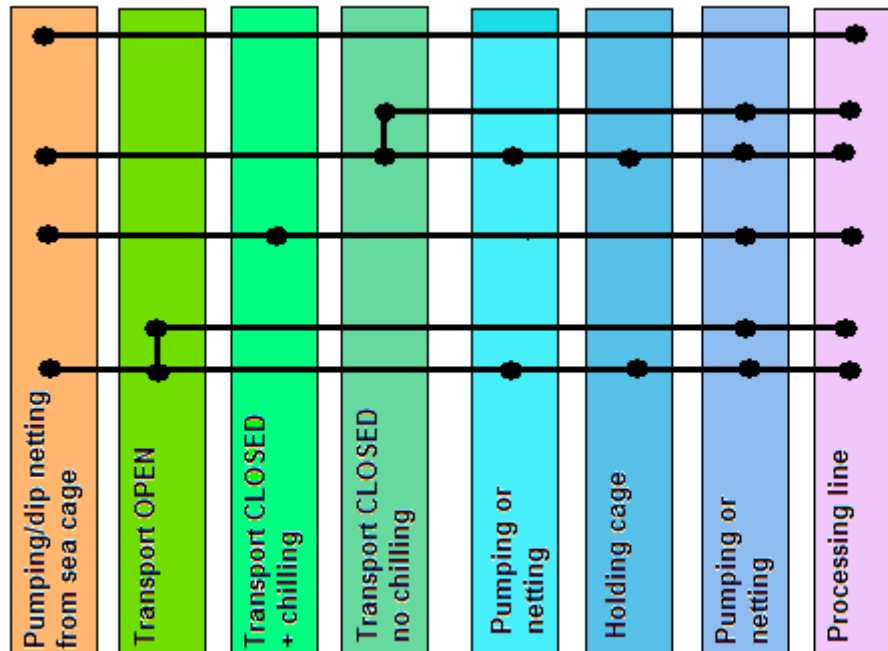 Pumping/dip netting
from sea cage
Transport OPEN
Transport CLOSED
+ chilling
Transport CLOSED
no chilling
Pumping or
netting
Holding cage
Pumping or
netting
Processing line